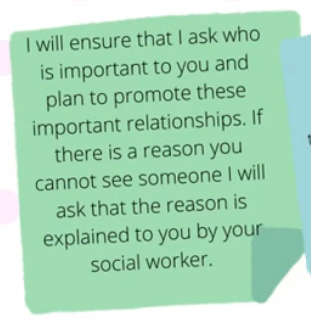 I will ensure that I ask who
is important to you and
plan to promote these
important relationships. If
there is a reason you
cannot see someone I will
ask that the reason is
explained to you by your
social worker.